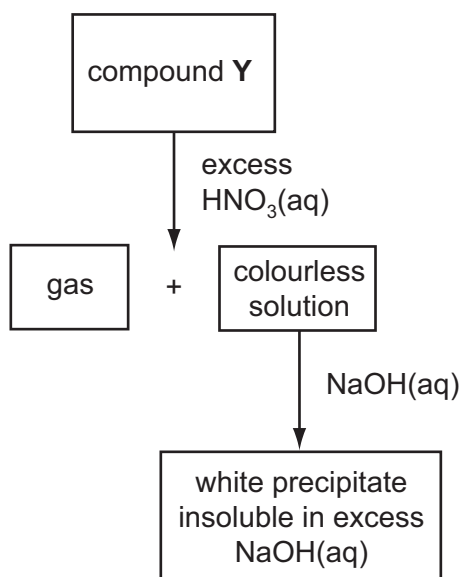 compound Y
excess
HNO₃(aq)
gas
+
colourless
solution
NaOH(aq)
white precipitate
insoluble in excess
NaOH(aq)